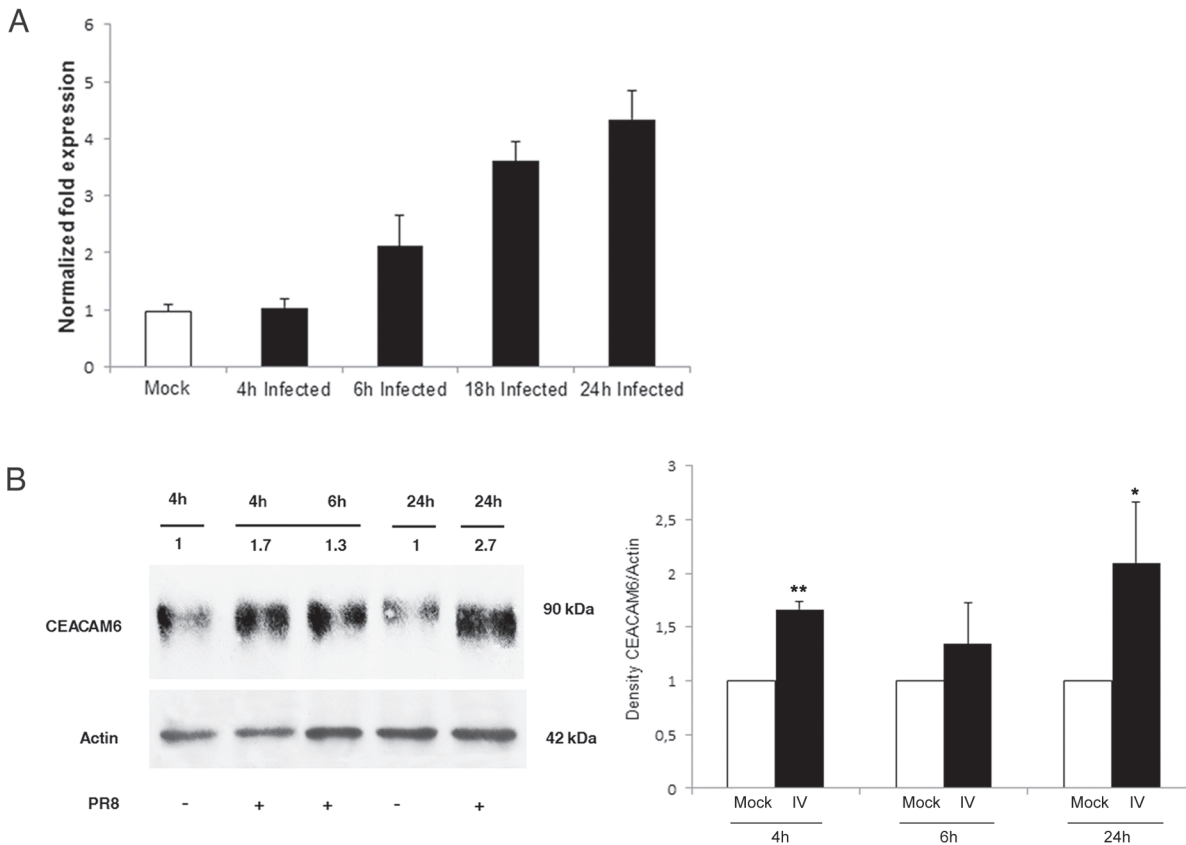 A
Normalized fold expression
6
5
4
3
2
1
0
Mock
4h Infected
6h Infected
18h Infected
24h Infected
B
4h 4h 6h 24h 24h
1 1.7 1.3 1 2.7
CEACAM6
90 kDa
Actin
42 kDa
PR8 - + + - +
Density CEACAM6/Actin
3
2,5
2
1,5
1
0,5
0
**
*
Mock IV Mock IV Mock IV
4h 6h 24h